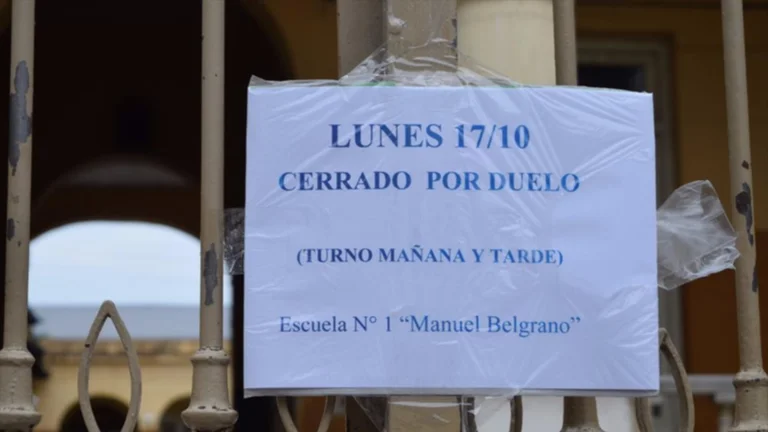 LUNES 17/10
CERRADO POR DUELO
(TURNO MAÑANA Y TARDE)
Escuela N° 1 “Manuel Belgrano”